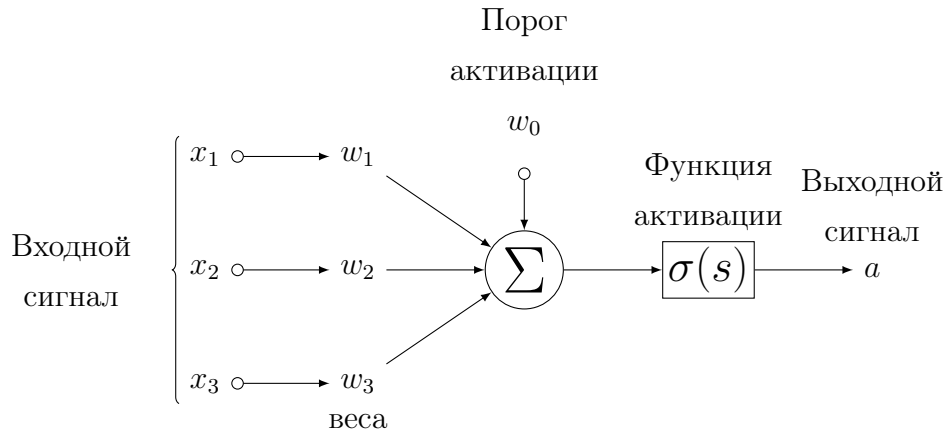 Порог
активации
w₀
Входной
сигнал
x₁
w₁
x₂
w₂
x₃
w₃
веса
Σ
Функция
активации
σ(s)
Выходной
сигнал
a